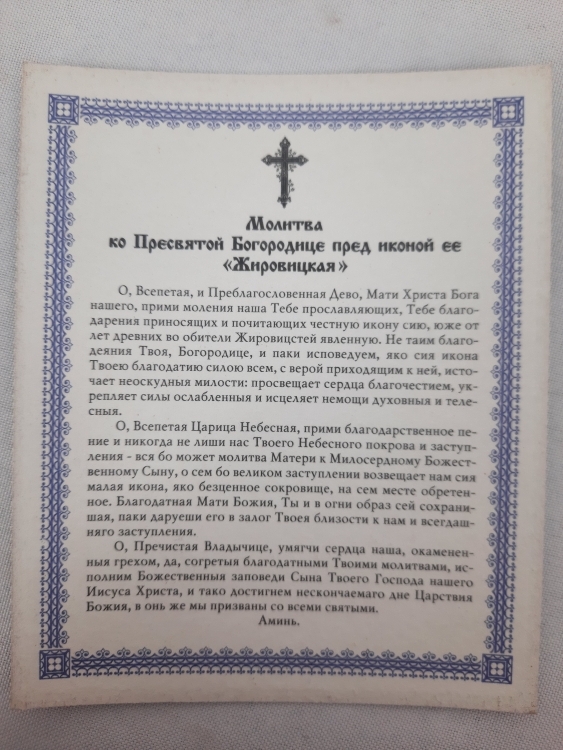 Молитва
ко Пресвятой Богородице пред иконой ее
«Жировицкая»
О, Всепетая, и Преблагословенная Дево, Мати Христа Бога
нашего, прими моления наша Тебе прославляющих, Тебе благо-
дарения приносящих и почитающих честную икону сию, юже от
лет древних во обители Жировицстей явленную. Не таим благо-
деяния Твоя, Богородице, и паки исповедуем, яко сия икона
Твоею благодатию силою всем, с верой приходящим к ней, исто-
чает неоскудныя милости: просвещает сердца благочестием, ук-
репляет силы ослабленныя и исцеляет немощи духовныя и теле-
сныя.
О, Всепетая Царица Небесная, прими благодарственное пе-
ние и никогда не лиши нас Твоего Небесного покрова и заступ-
ления - вся бо может молитва Матери к Милосердному Божест-
венному Сыну, о сем бо великом заступлении возвещает нам сия
малая икона, яко безценное сокровище, на сем месте обретен-
ное. Благодатная Мати Божия, Ты и в огни образ сей сохрани-
шая, паки даруеши его в залог Твоея близости к нам и всегдаш-
няго заступления.
О, Пречистая Владычице, умягчи сердца наша, окаменен-
ныя грехом, да, согретыя благодатными Твоими молитвами, ис-
полним Божественныя заповеди Сына Твоего Господа нашего
Иисуса Христа, и тако достигнем нескончаемаго дне Царствия
Божия, в онь же мы призваны со всеми святыми.
Аминь.